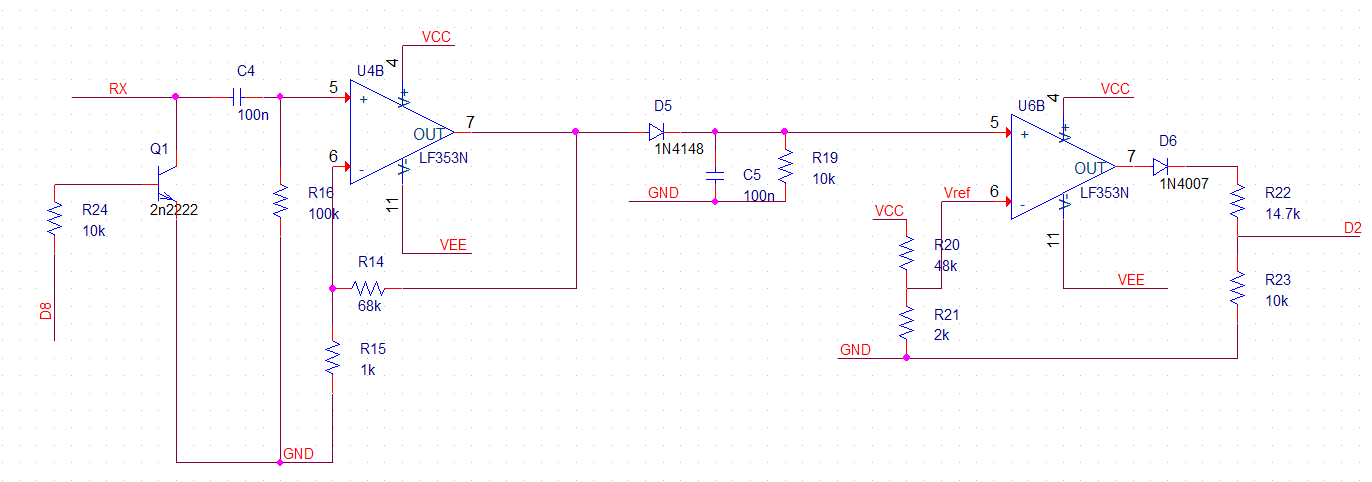 RX
C4
100n
U4B
VCC
4
5
+
V+
6
-
V-
OUT
7
LF353N
11
VEE
Q1
2n2222
R24
10k
D8
R16
100k
R14
68k
R15
1k
GND
D5
1N4148
C5
100n
R19
10k
GND
U6B
VCC
4
5
+
V+
6
-
V-
OUT
7
LF353N
11
VEE
Vref
VCC
R20
48k
R21
2k
GND
D6
1N4007
R22
14.7k
D2
R23
10k